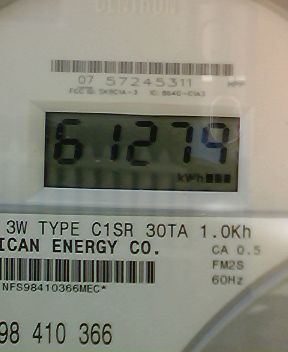 CENTRON
07 57245311
61279
kWh
3W TYPE C1SR 30TA 1.0Kh
ICAN ENERGY CO.
CA 0.5
FM2S
60Hz
NFS98410366MEC*
98 410 366